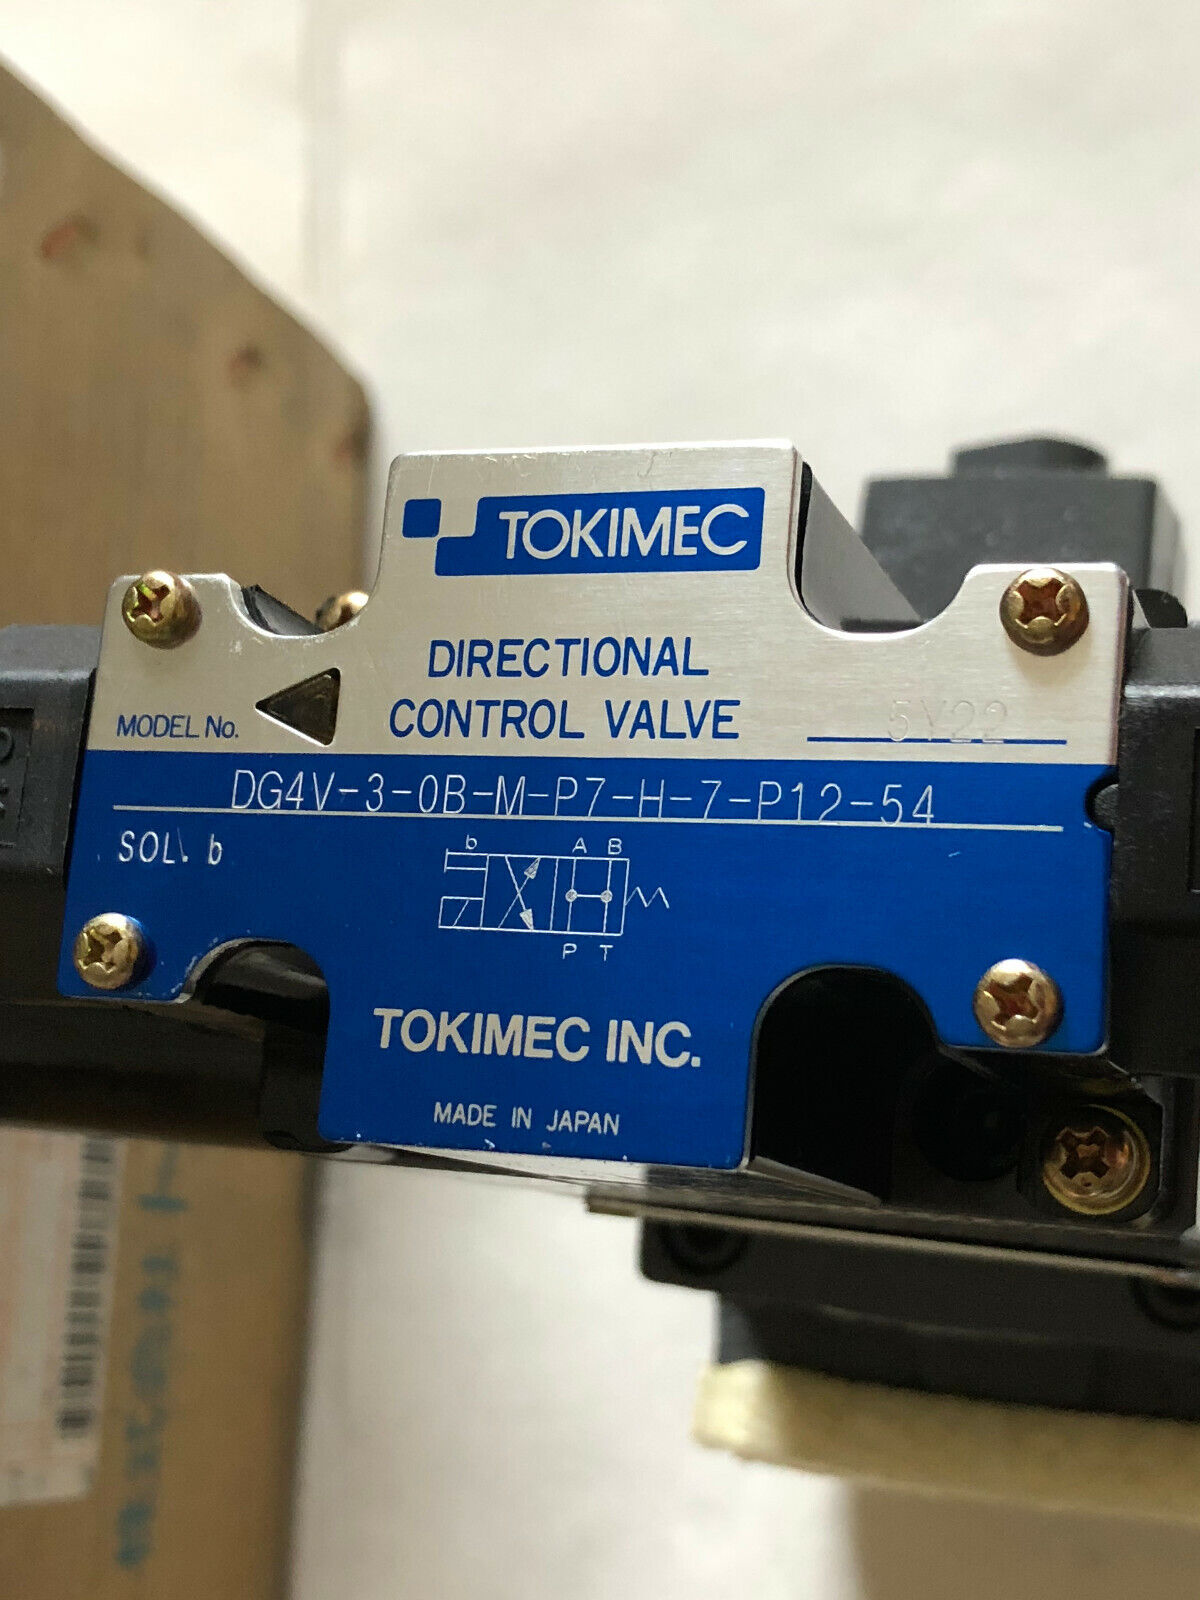 TOKIMEC
DIRECTIONAL
CONTROL VALVE
MODEL No.
5Y22
DG4V-3-0B-M-P7-H-7-P12-54
SOL. b
b A B
P T
TOKIMEC INC.
MADE IN JAPAN